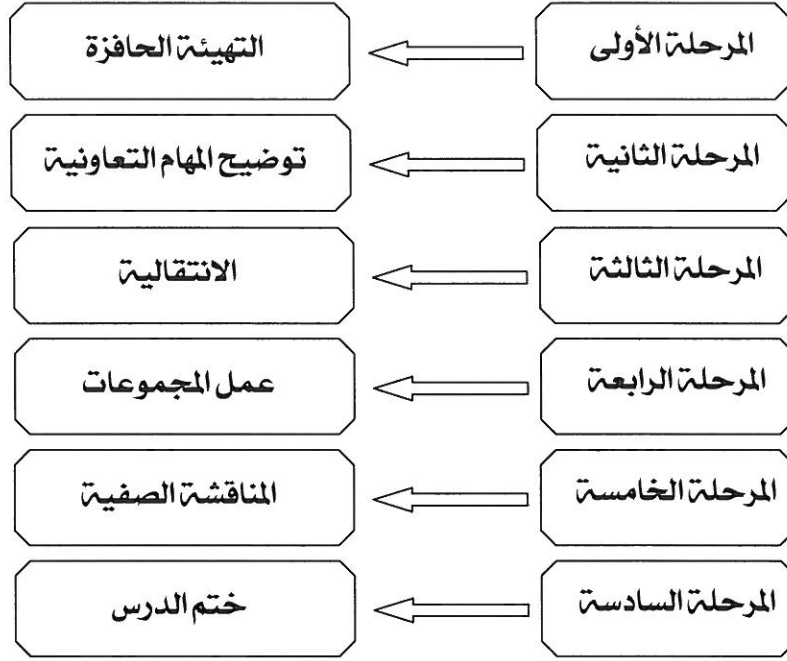 المرحلة الأولى
التهيئة الحافزة
المرحلة الثانية
توضيح المهام التعاونية
المرحلة الثالثة
الانتقالية
المرحلة الرابعة
عمل المجموعات
المرحلة الخامسة
المناقشة الصفية
المرحلة السادسة
ختم الدرس